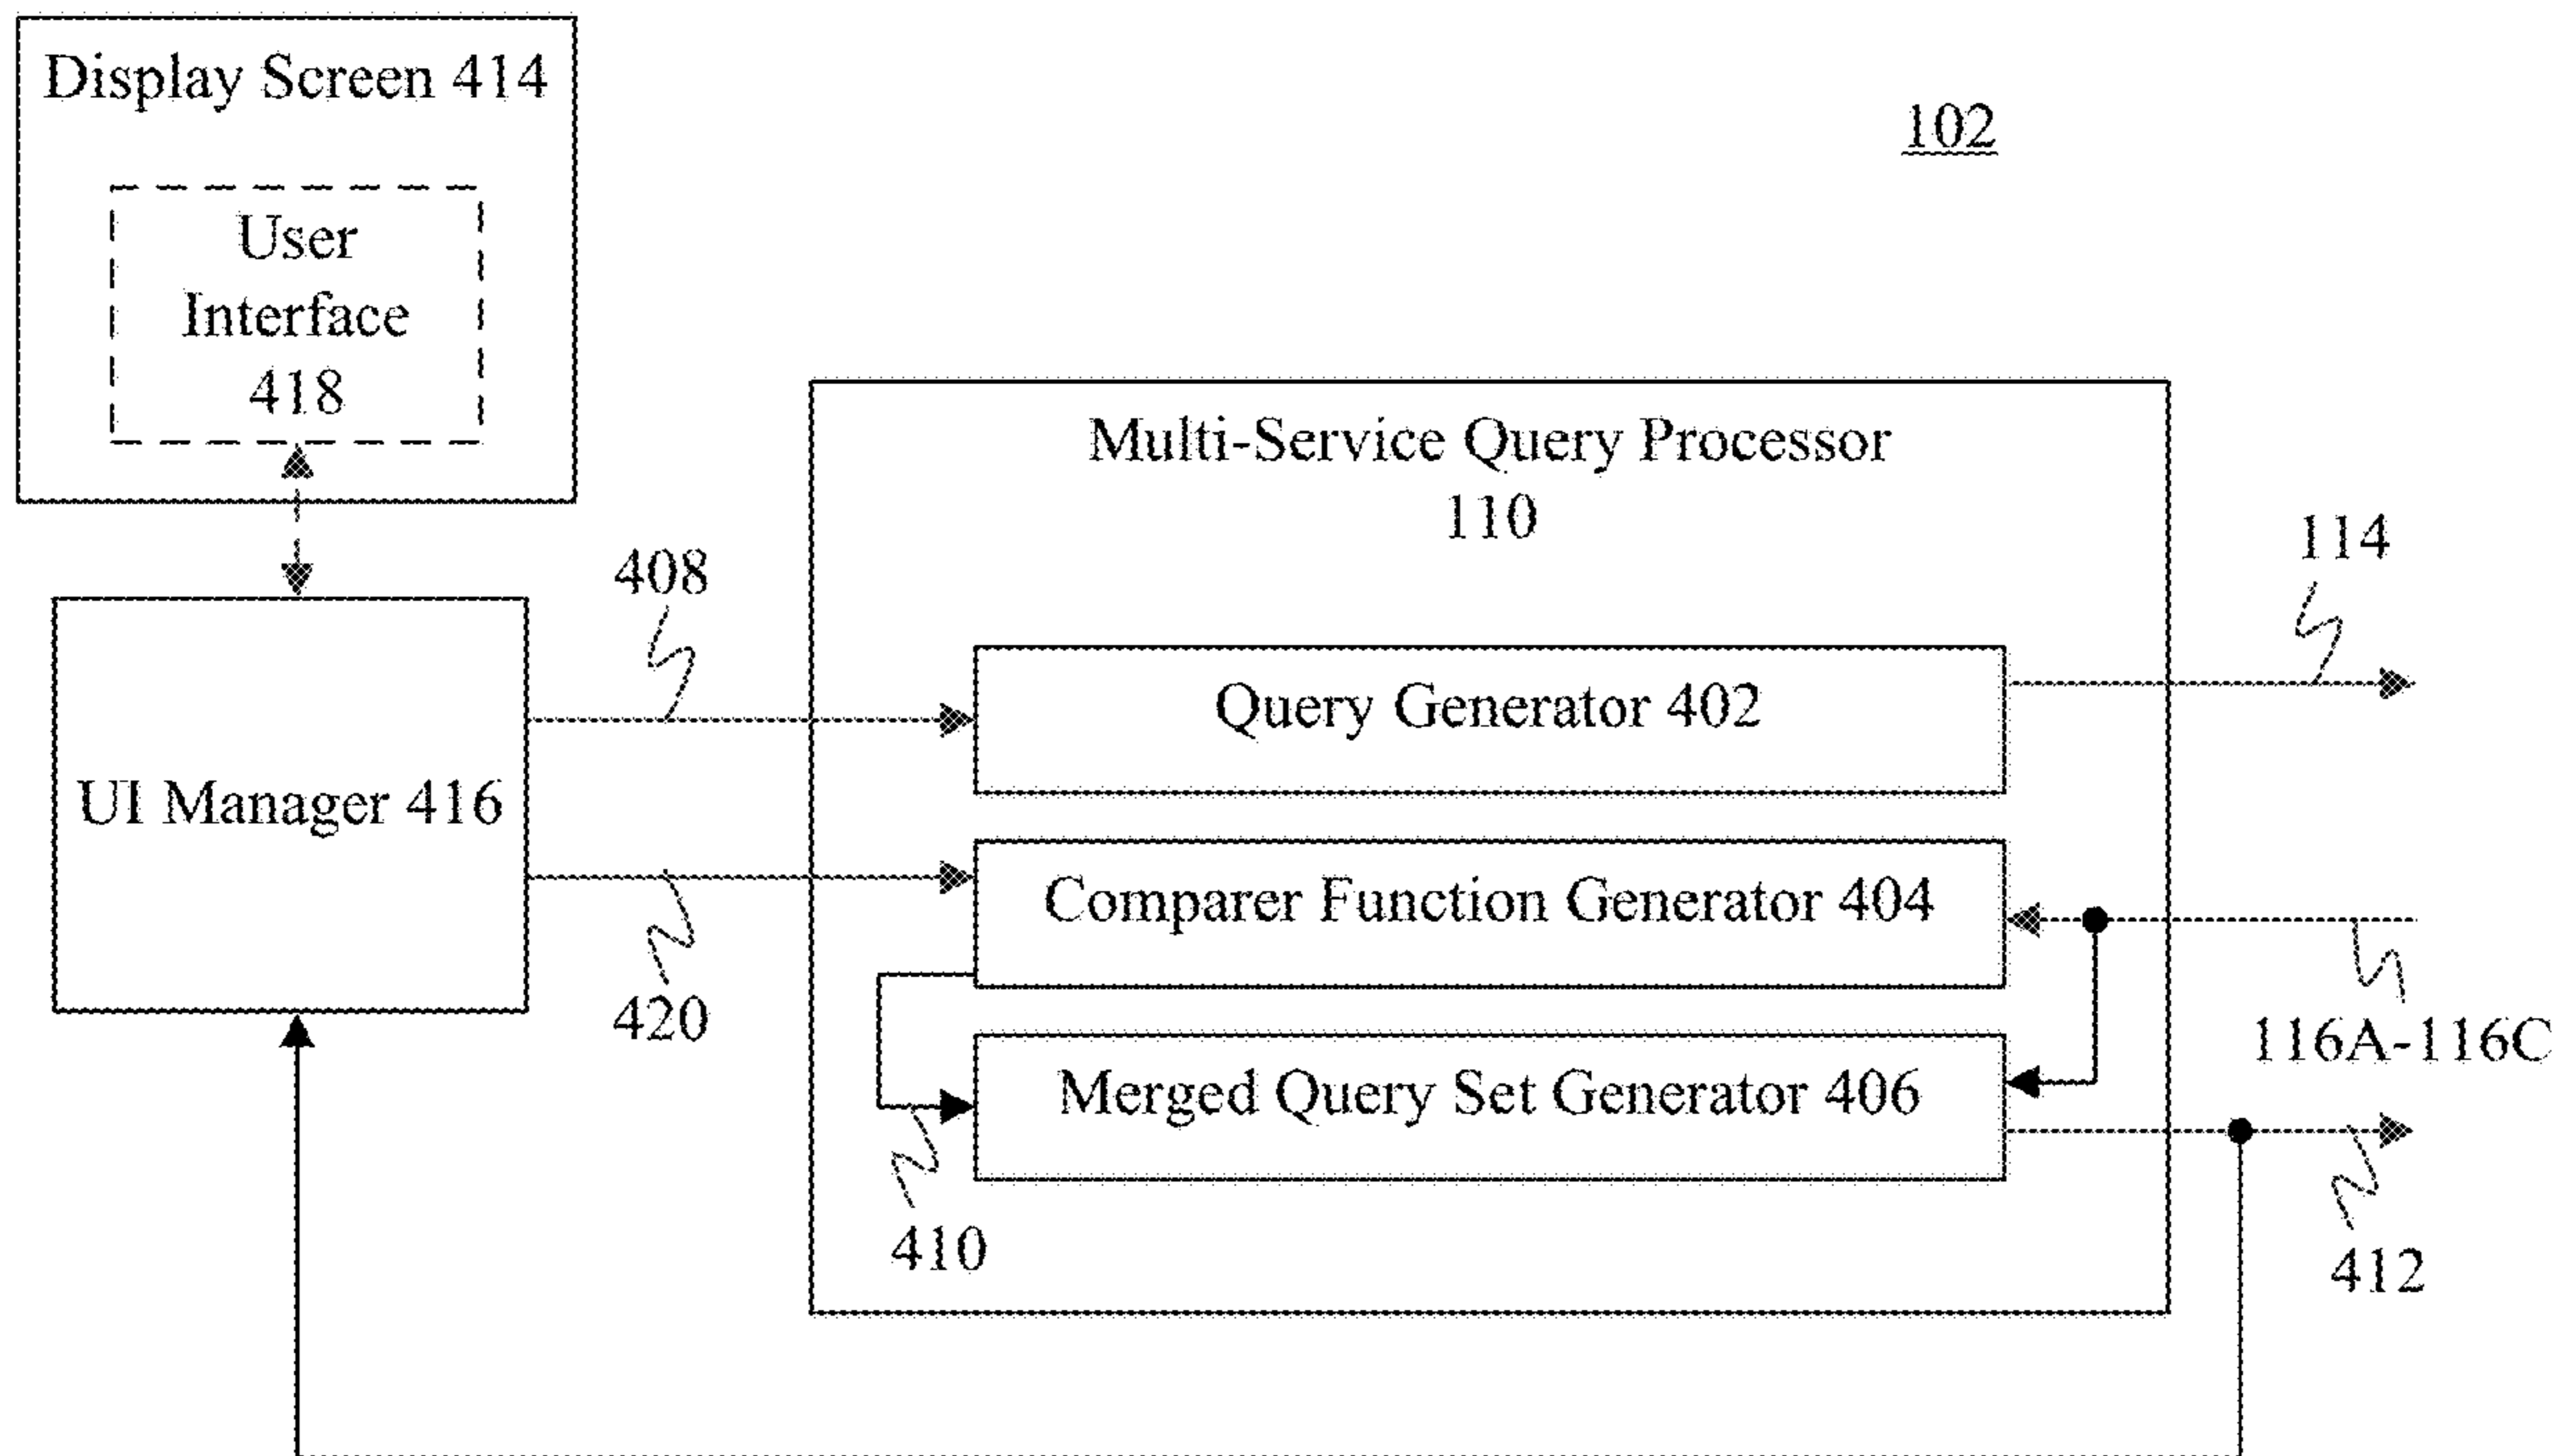 Display Screen 414
102
User
Interface
418
Multi-Service Query Processor
110
114
408
Query Generator 402
UI Manager 416
Comparer Function Generator 404
420
116A-116C
Merged Query Set Generator 406
410
412